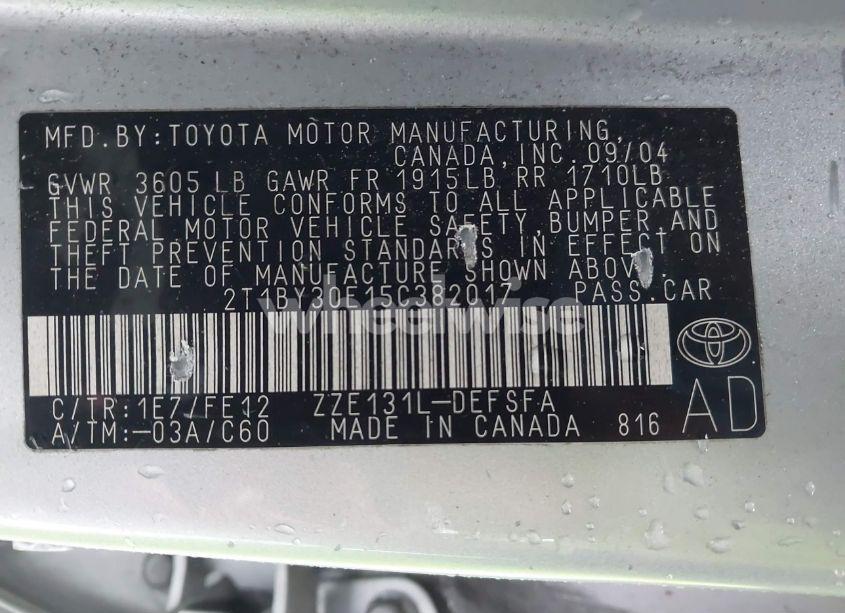 MFD.BY:TOYOTA MOTOR MANUFACTURING,
CANADA, INC. 09/04
GVWR 3605 LB GAWR FR 1915LB RR 1710LB
THIS VEHICLE CONFORMS TO ALL APPLICABLE
FEDERAL MOTOR VEHICLE SAFETY, BUMPER, AND
THEFT PREVENTION STANDARDS IN EFFECT ON
THE DATE OF MANUFACTURE SHOWN ABOVE.
2T1BY30E15C382017 PASS.CAR
wheelwise
C/TR:1E7/FE12 ZZE131L-DEFSFA
A/TM:-03A/C60 MADE IN CANADA 816
AD